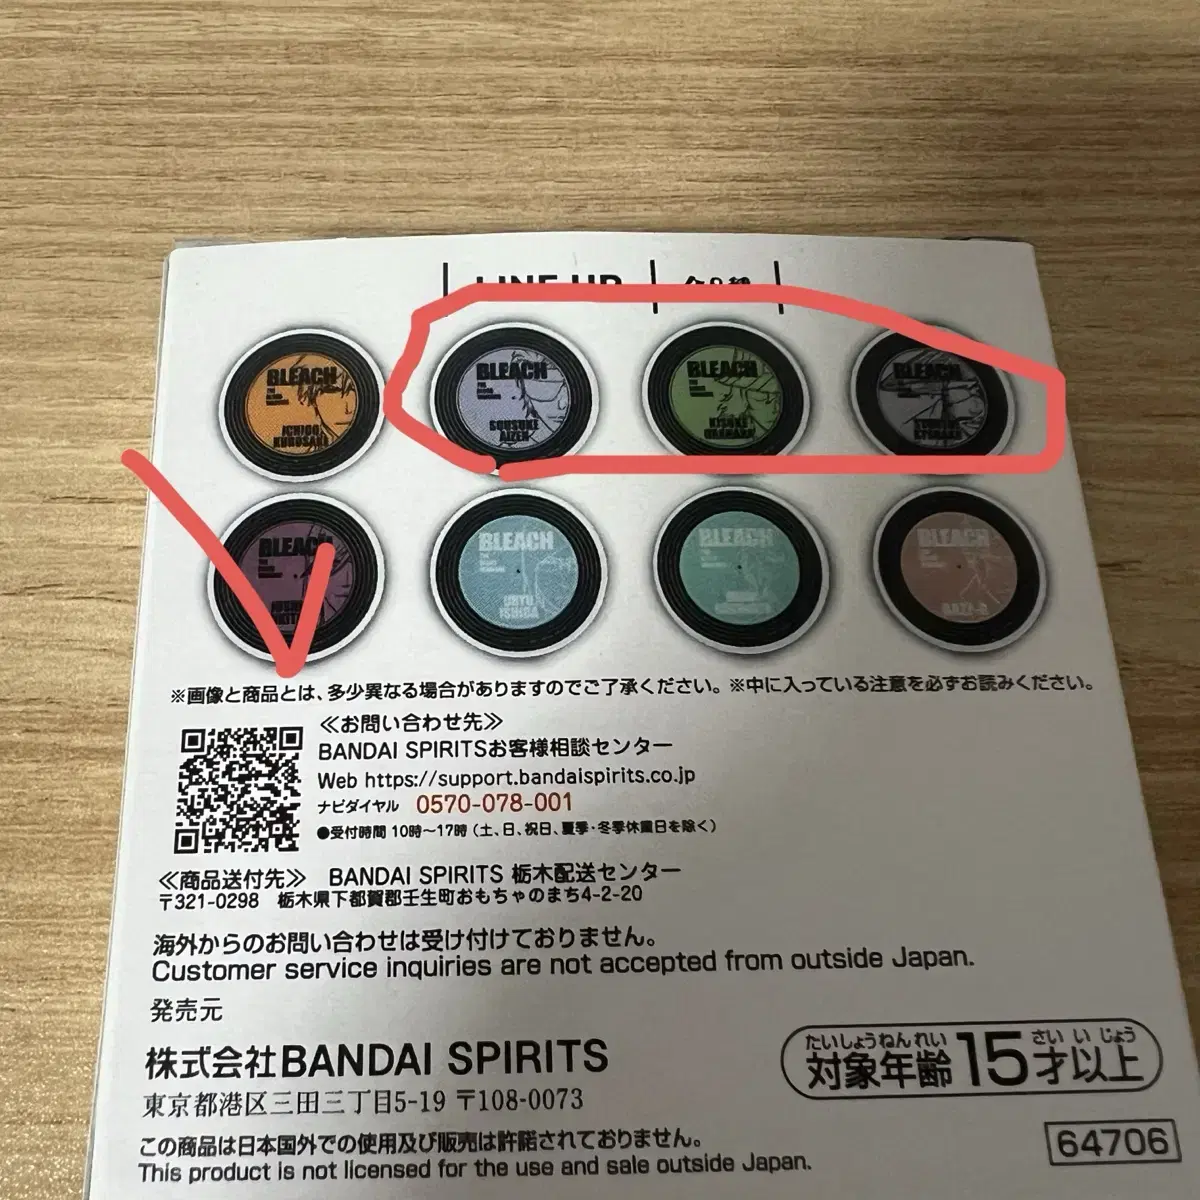 LINE UP
BLEACH
ICHIGO
KUROSAKI
BLEACH
SOUSUKE
AIZEN
BLEACH
KISUKE
URAHARA
BLEACH
BLEACH
BLEACH
URYU
ISHIDA
BLEACH
BAZZ-B
※画像と商品とは、多少異なる場合がありますのでご了承ください。※中に入っている注意を必ずお読みください。
≪お問い合わせ先≫
BANDAI SPIRITSお客様相談センター
Web https://support.bandaispirits.co.jp
ナビダイヤル 0570-078-001
●受付時間 10時〜17時（土、日、祝日、夏季・冬季休業日を除く）
≪商品送付先≫ BANDAI SPIRITS 栃木配送センター
〒321-0298 栃木県下都賀郡壬生町おもちゃのまち4-2-20
海外からのお問い合わせは受け付けておりません。
Customer service inquiries are not accepted from outside Japan.
発売元
株式会社BANDAI SPIRITS
東京都港区三田三丁目5-19 〒108-0073
たいしょうねんれい さい いじょう
対象年齢15才以上
この商品は日本国外での使用及び販売は許諾されておりません。
This product is not licensed for the use and sale outside Japan.
64706